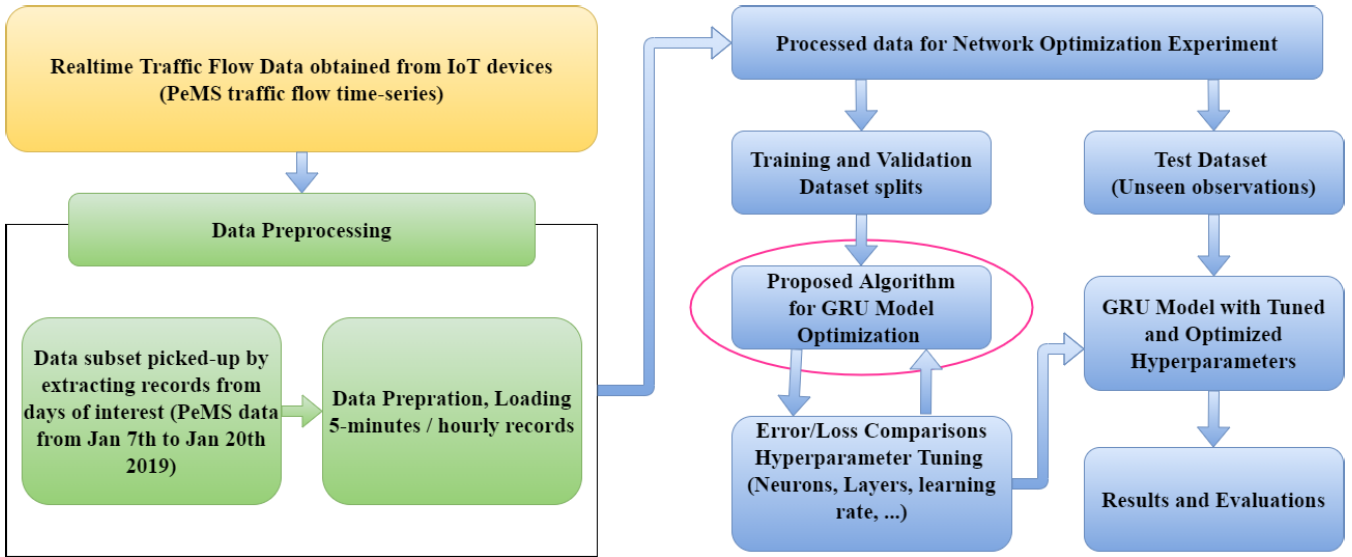 Realtime Traffic Flow Data obtained from IoT devices
(PeMS traffic flow time-series)
Data Preprocessing
Data subset picked-up by
extracting records from
days of interest (PeMS data
from Jan 7th to Jan 20th
2019)
Data Prepration, Loading
5-minutes / hourly records
Processed data for Network Optimization Experiment
Training and Validation
Dataset splits
Test Dataset
(Unseen observations)
Proposed Algorithm
for GRU Model
Optimization
GRU Model with Tuned
and Optimized
Hyperparameters
Error/Loss Comparisons
Hyperparameter Tuning
(Neurons, Layers, learning
rate, ...)
Results and Evaluations